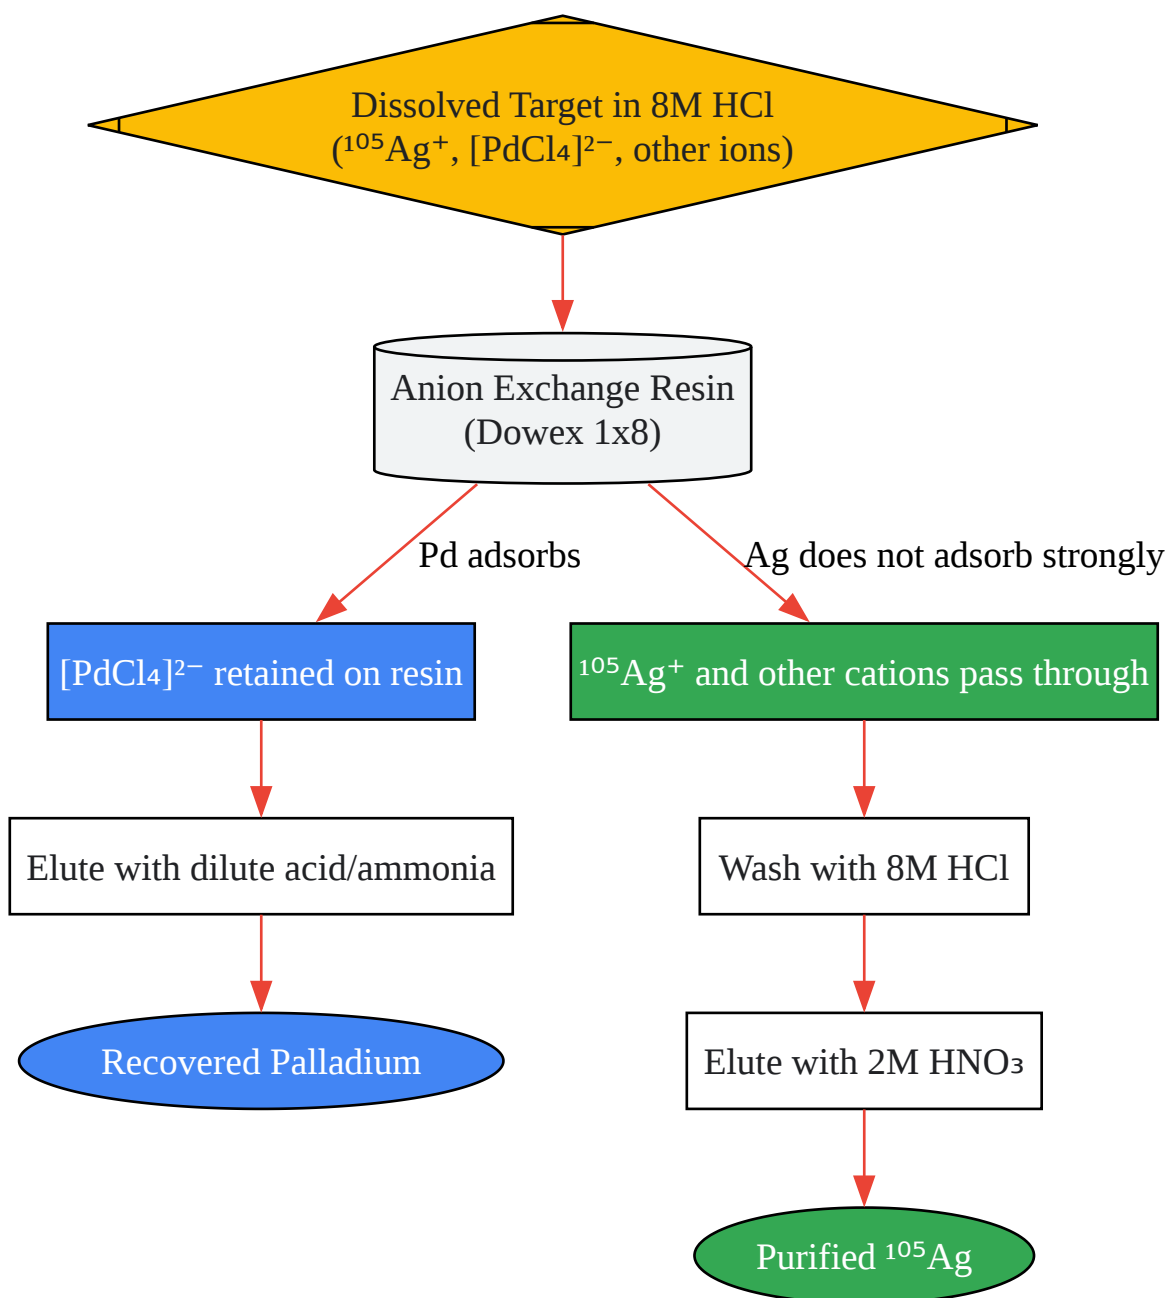 Dissolved Target in 8M HCl
(¹⁰⁵Ag⁺, [PdCl₄]²⁻, other ions)
Anion Exchange Resin
(Dowex 1x8)
Pd adsorbs
Ag does not adsorb strongly
[PdCl₄]²⁻ retained on resin
¹⁰⁵Ag⁺ and other cations pass through
Elute with dilute acid/ammonia
Wash with 8M HCl
Recovered Palladium
Elute with 2M HNO₃
Purified ¹⁰⁵Ag